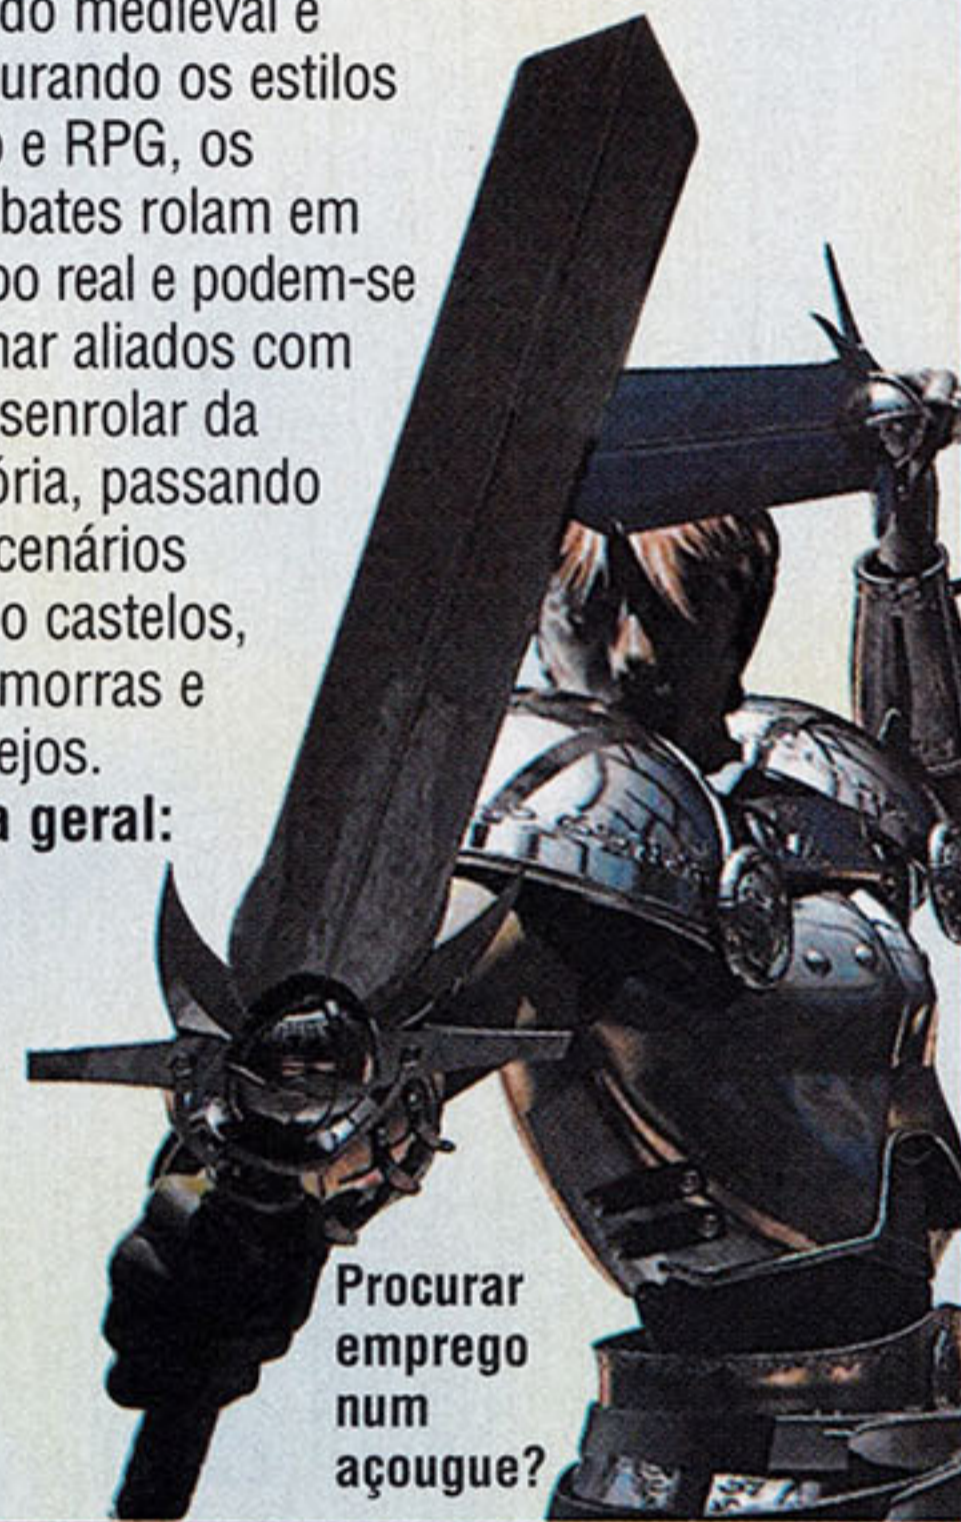 do medieval e
urando os estilos
o e RPG, os
bates rolam em
po real e podem-se
nar aliados com
senrolar da
ória, passando
cenários
o castelos,
morras e
ejos.
a geral:
Procurar
emprego
num
açougue?